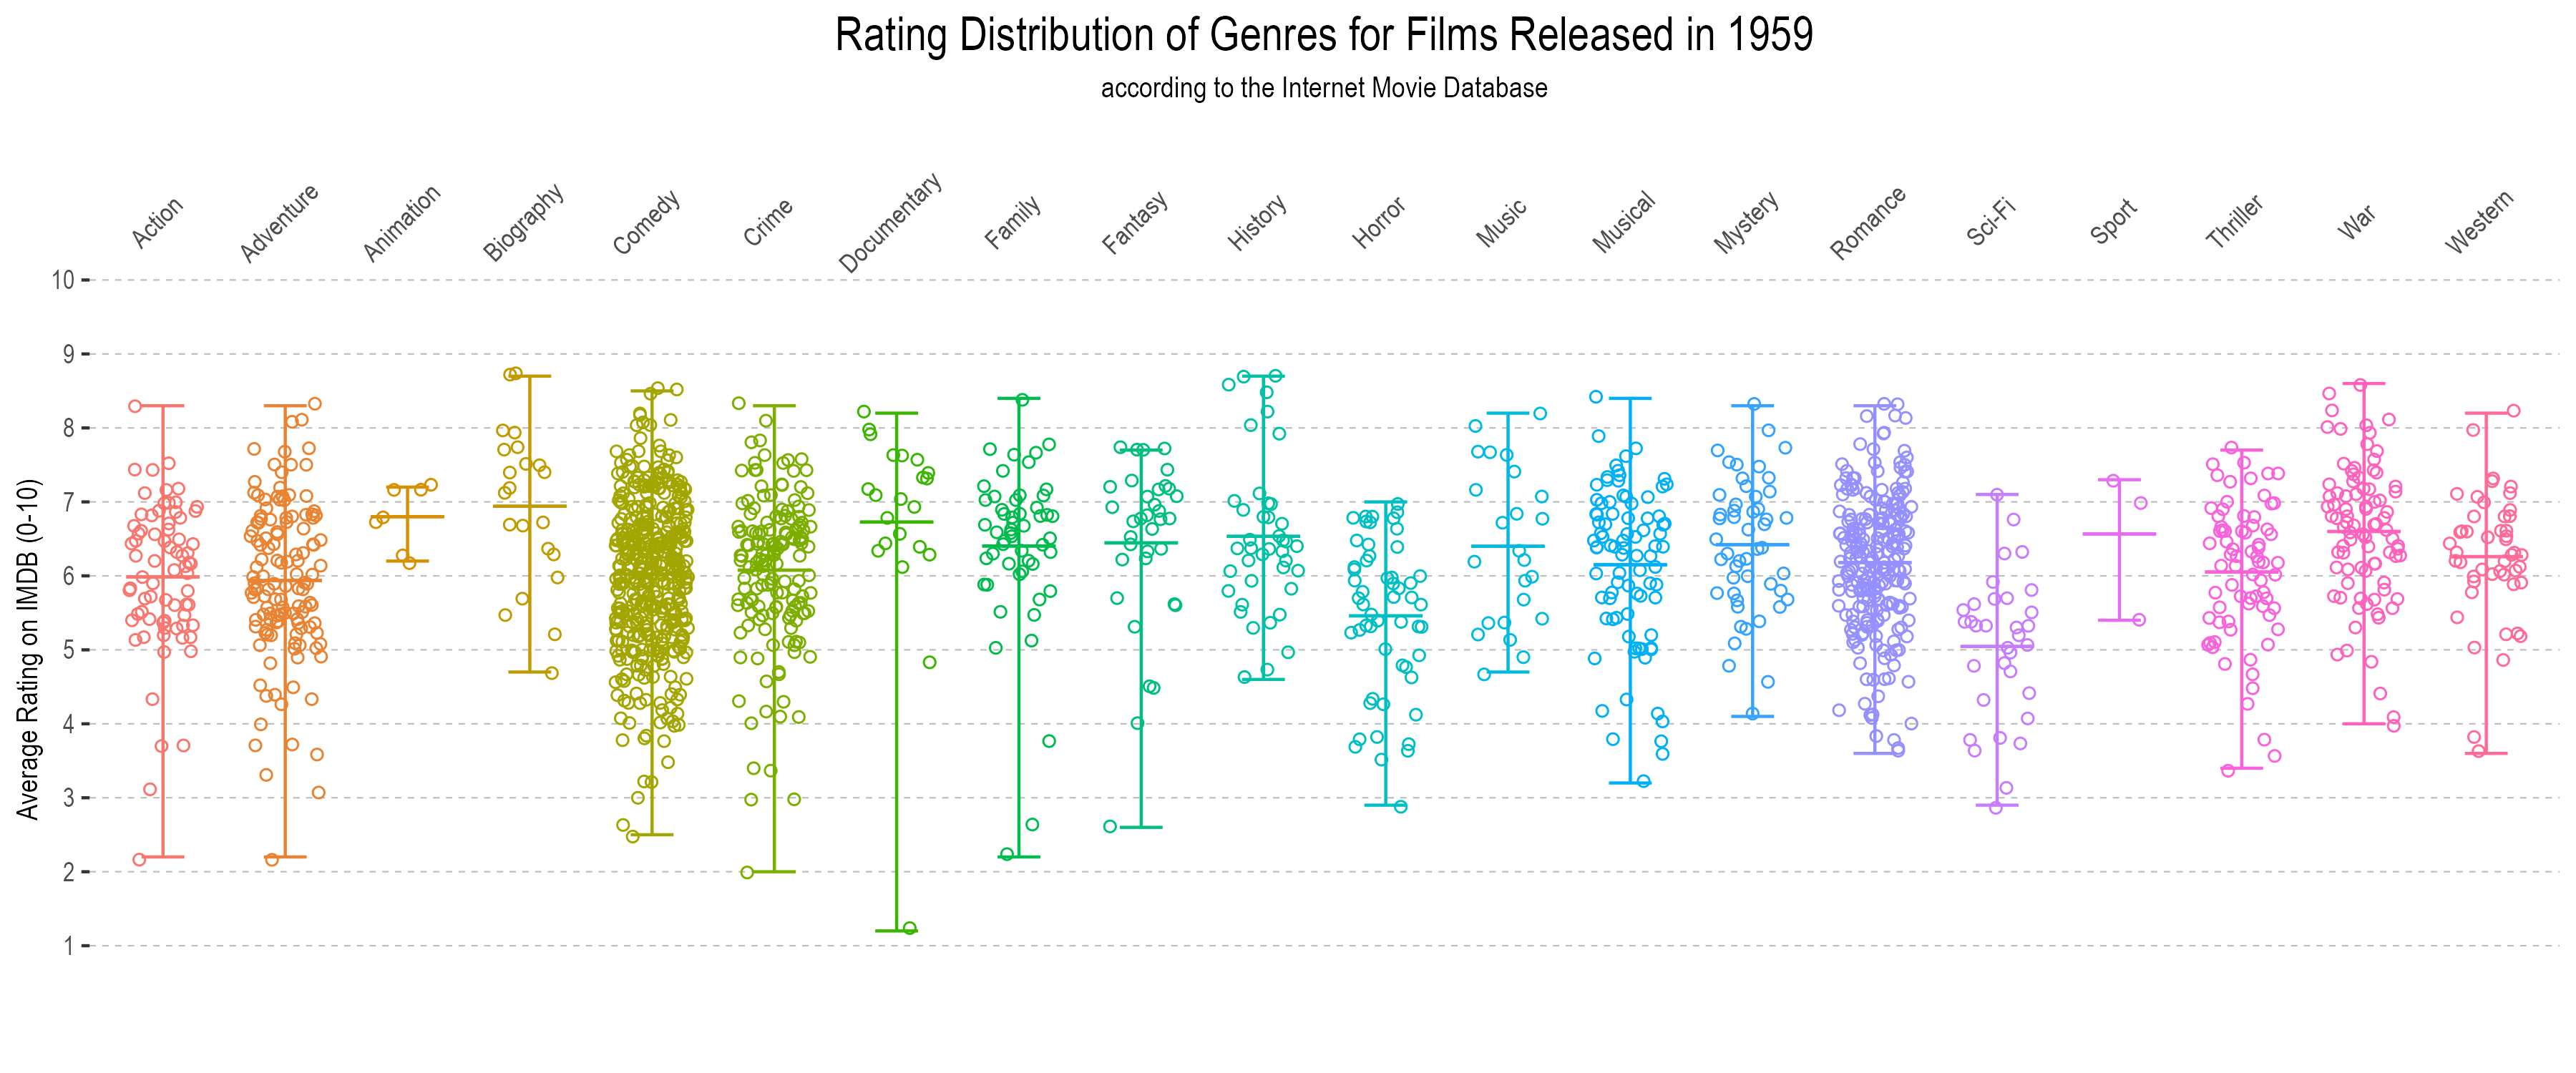 Rating Distribution of Genres for Films Released in 1959
according to the Internet Movie Database
Action
Adventure
Animation
Biography
Comedy
Crime
Documentary
Family
Fantasy
History
Horror
Music
Musical
Mystery
Romance
Sci-Fi
Sport
Thriller
War
Western
Average Rating on IMDB (0-10)
10
9
8
7
6
5
4
3
2
1